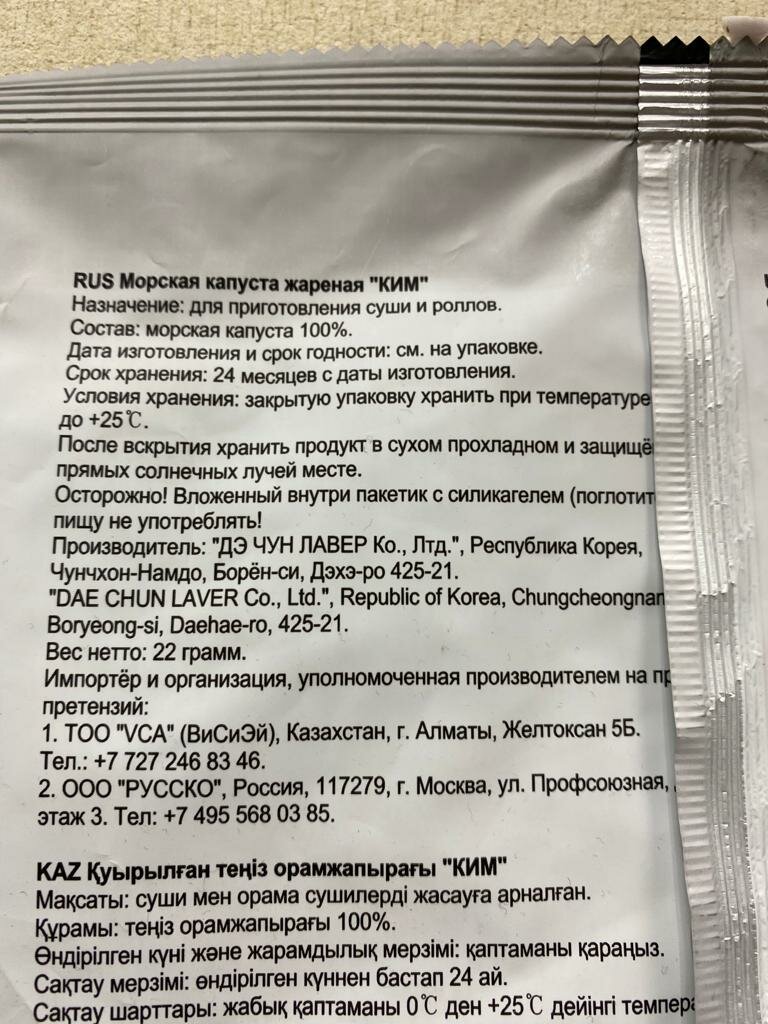 RUS Морская капуста жареная "КИМ"
Назначение: для приготовления суши и роллов.
Состав: морская капуста 100%.
Дата изготовления и срок годности: см. на упаковке.
Срок хранения: 24 месяцев с даты изготовления.
Условия хранения: закрытую упаковку хранить при температуре
до +25℃.
После вскрытия хранить продукт в сухом прохладном и защищё
прямых солнечных лучей месте.
Осторожно! Вложенный внутри пакетик с силикагелем (поглотит
пищу не употреблять!
Производитель: "ДЭ ЧУН ЛАВЕР Ко., Лтд.", Республика Корея,
Чунчхон-Намдо, Борён-си, Дэхэ-ро 425-21.
"DAE CHUN LAVER Co., Ltd.", Republic of Korea, Chungcheongnam
Boryeong-si, Daehae-ro, 425-21.
Вес нетто: 22 грамм.
Импортёр и организация, уполномоченная производителем на пр
претензий:
1. ТОО "VCA" (ВиСиЭй), Казахстан, г. Алматы, Желтоксан 5Б.
Тел.: +7 727 246 83 46.
2. ООО "РУССКО", Россия, 117279, г. Москва, ул. Профсоюзная,
этаж 3. Тел: +7 495 568 03 85.
KAZ Қуырылған теңіз орамжапырағы "КИМ"
Мақсаты: суши мен орама сушилерді жасауға арналған.
Құрамы: теңіз орамжапырағы 100%.
Өндірілген күні және жарамдылық мерзімі: қаптаманы қараңыз.
Сақтау мерзімі: өндірілген күннен бастап 24 ай.
Сақтау шарттары: жабық қаптаманы 0℃ ден +25℃ дейінгі темпера